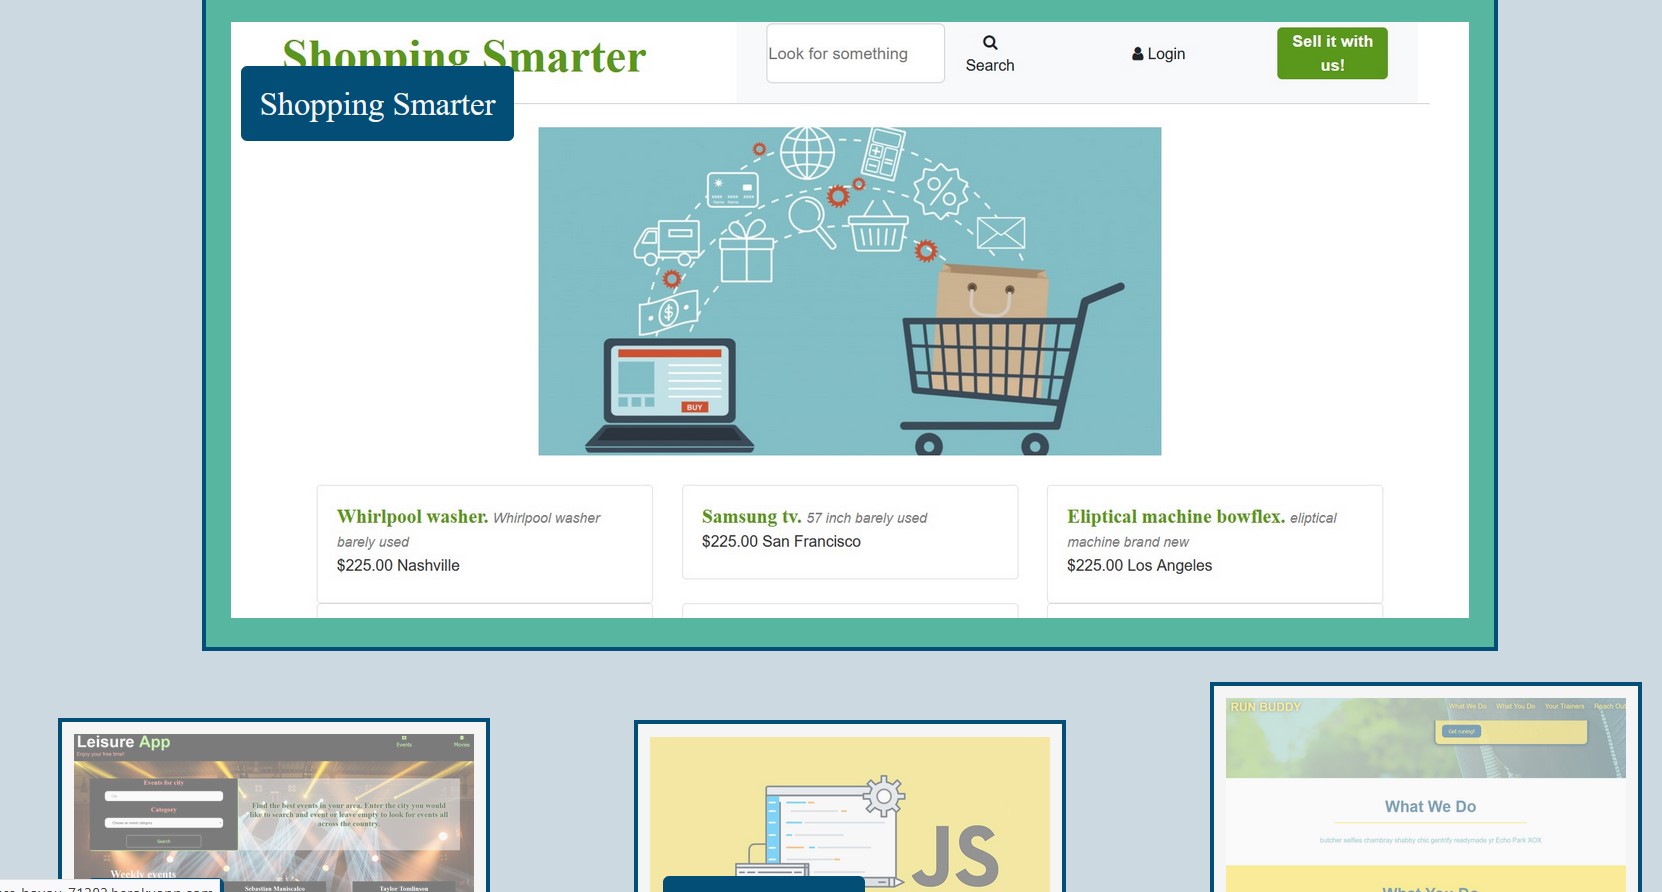 Shopping Smarter
Look for something
Search
Login
Sell it with
us!
Shopping Smarter
BUY
Whirlpool washer. Whirlpool washer
barely used
$225.00 Nashville
Samsung tv. 57 inch barely used
$225.00 San Francisco
Eliptical machine bowflex. eliptical
machine brand new
$225.00 Los Angeles
Leisure App
Enjoy your free time!
Events
Movies
Events for city
City
Category
Search
Find the best events in your area. Enter the city you would
like to search and event or leave empty to look for events all
across the country.
Weekly events
Sebastian Maniscalco
Taylor Tomlinson
JS
RUN BUDDY
What We Do
What You Do
Your Trainers
Reach Out
Get running!
What We Do
butcher selfies chambray shabby chic gentrify readymade yr Echo Park XOX
What You Do